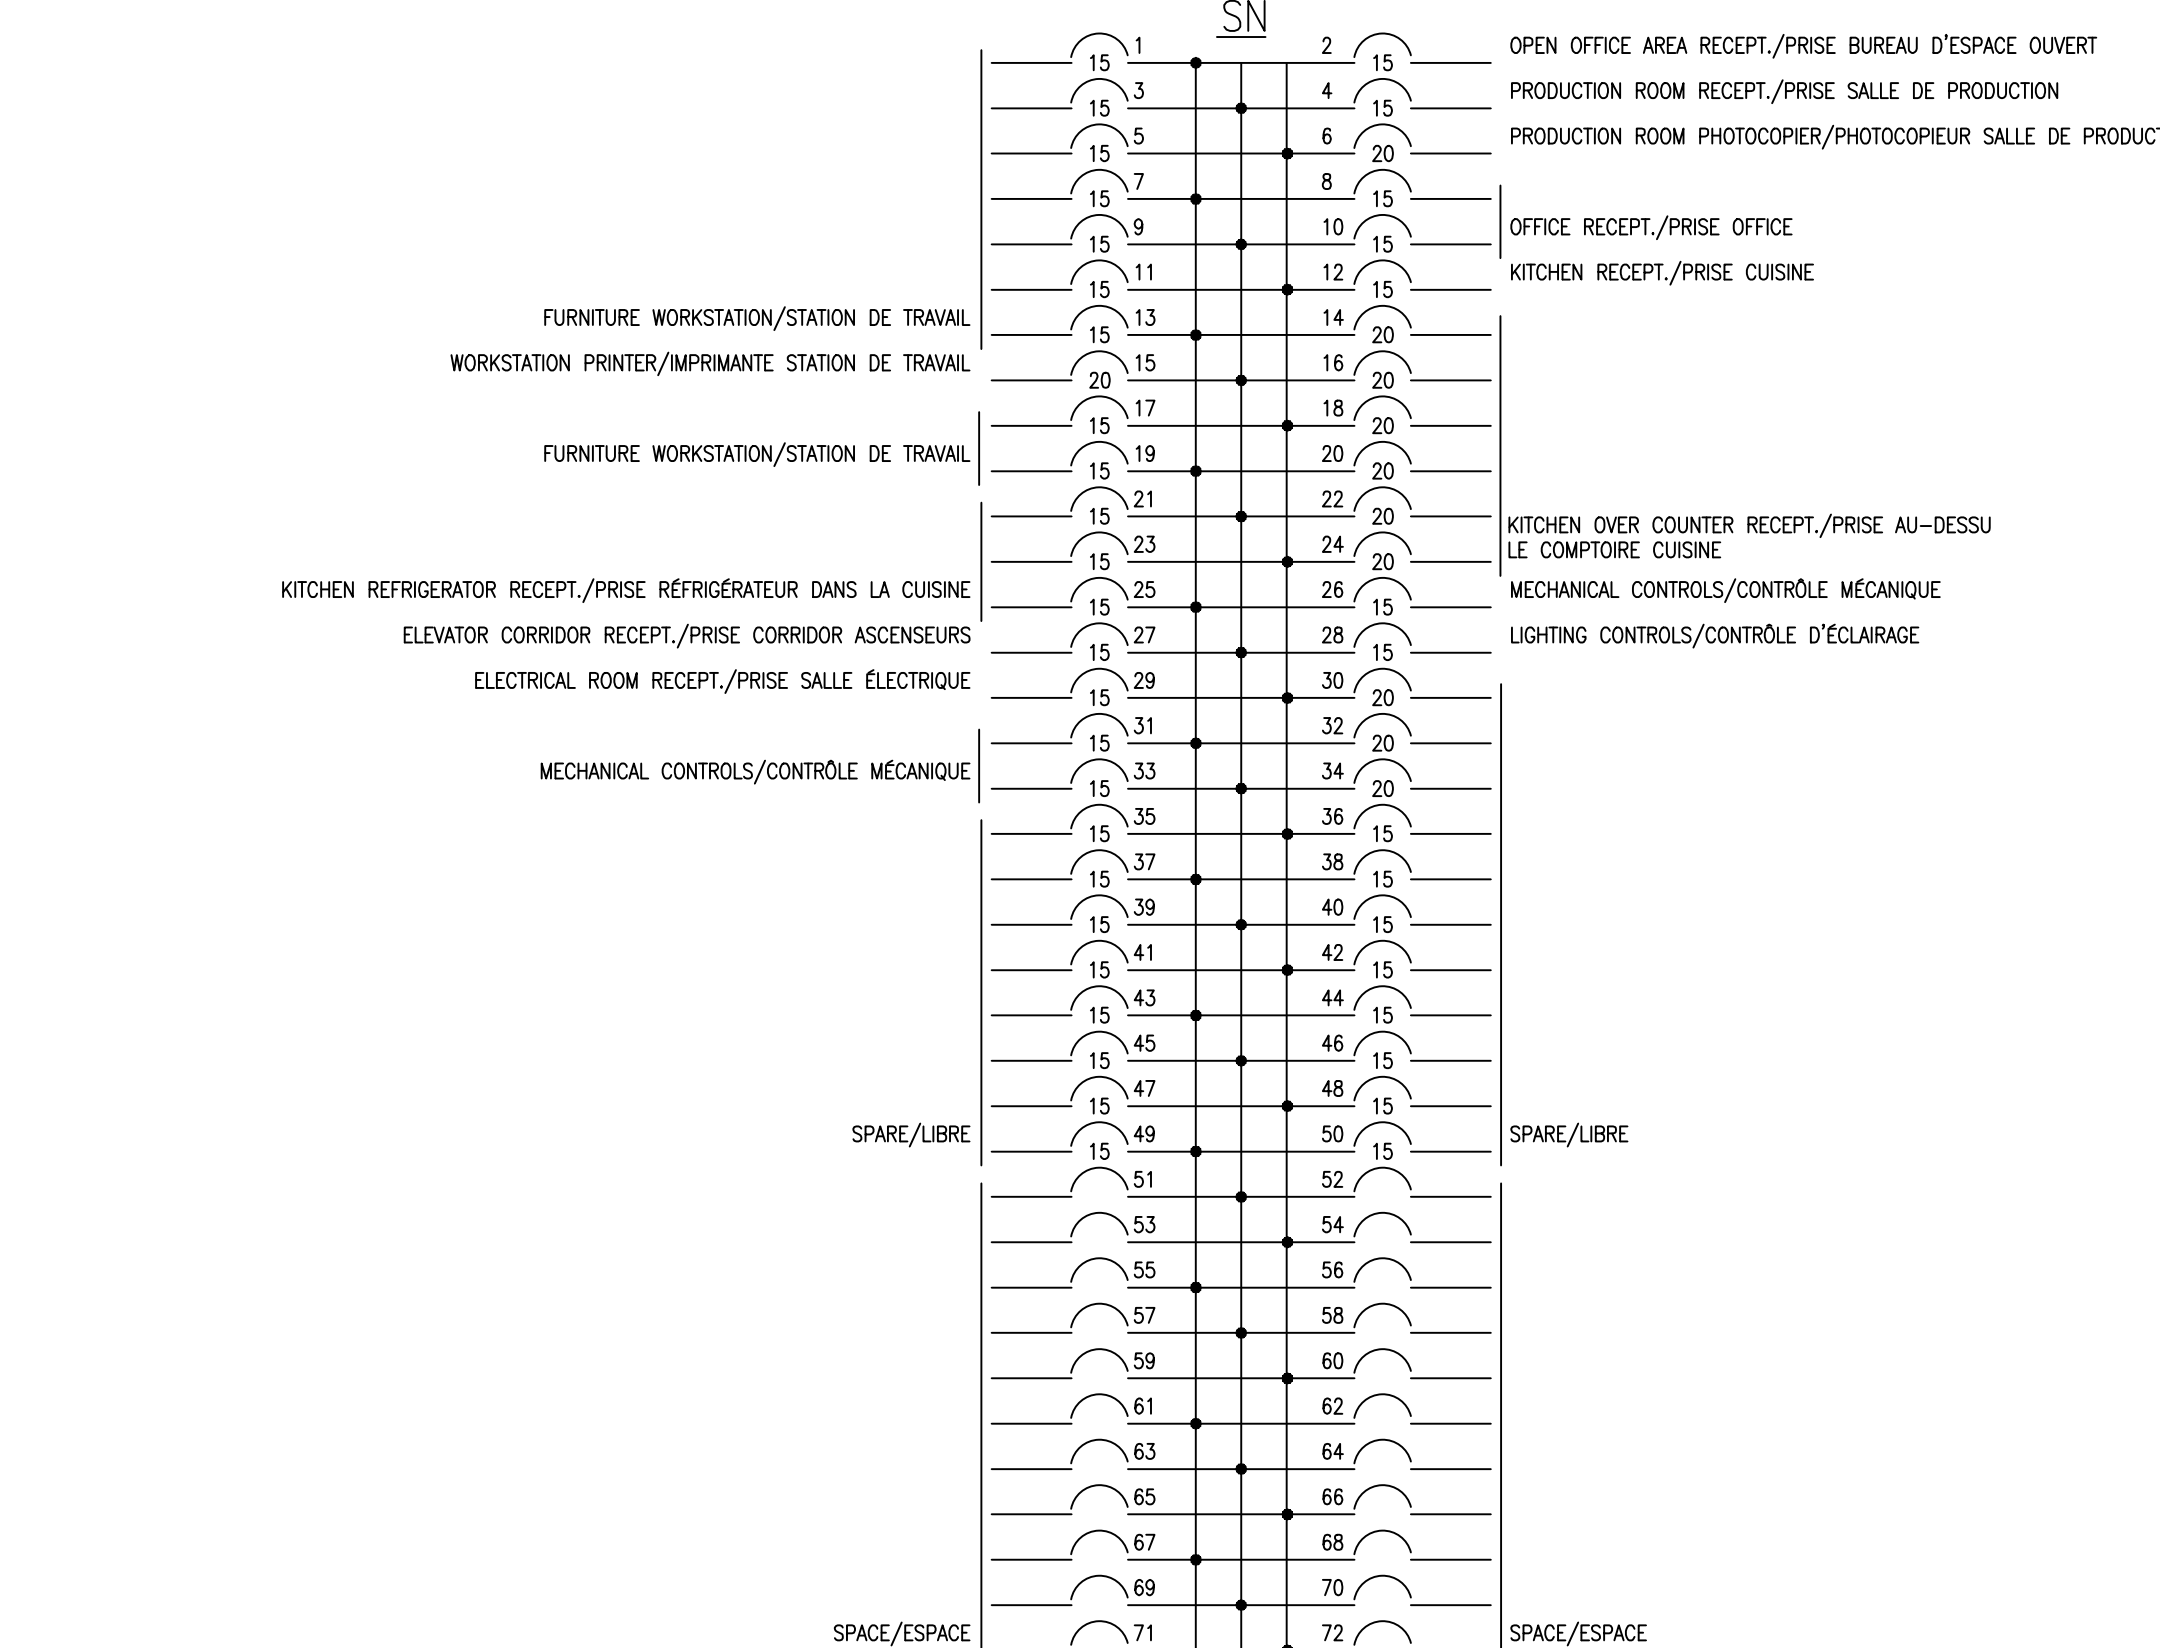 SN
1 2 OPEN OFFICE AREA RECEPT./PRISE BUREAU D'ESPACE OUVERT
15 15
3 4 PRODUCTION ROOM RECEPT./PRISE SALLE DE PRODUCTION
15 15
5 6 PRODUCTION ROOM PHOTOCOPIER/PHOTOCOPIEUR SALLE DE PRODUCT
15 20
7 8
15 15
9 10 OFFICE RECEPT./PRISE OFFICE
15 15
11 12 KITCHEN RECEPT./PRISE CUISINE
15 15
FURNITURE WORKSTATION/STATION DE TRAVAIL 13 14
15 20
WORKSTATION PRINTER/IMPRIMANTE STATION DE TRAVAIL 15 16
20 20
17 18
15 20
FURNITURE WORKSTATION/STATION DE TRAVAIL 19 20
15 20
21 22
15 20
KITCHEN OVER COUNTER RECEPT./PRISE AU-DESSU
23 24 LE COMPTOIRE CUISINE
15 20
KITCHEN REFRIGERATOR RECEPT./PRISE RÉFRIGÉRATEUR DANS LA CUISINE 25 26 MECHANICAL CONTROLS/CONTRÔLE MÉCANIQUE
15 15
ELEVATOR CORRIDOR RECEPT./PRISE CORRIDOR ASCENSEURS 27 28 LIGHTING CONTROLS/CONTRÔLE D'ÉCLAIRAGE
15 15
ELECTRICAL ROOM RECEPT./PRISE SALLE ÉLECTRIQUE 29 30
15 20
31 32
15 20
MECHANICAL CONTROLS/CONTRÔLE MÉCANIQUE 33 34
15 20
35 36
15 15
37 38
15 15
39 40
15 15
41 42
15 15
43 44
15 15
45 46
15 15
47 48
15 15
SPARE/LIBRE 49 50 SPARE/LIBRE
15 15
51 52
53 54
55 56
57 58
59 60
61 62
63 64
65 66
67 68
69 70
SPACE/ESPACE 71 72 SPACE/ESPACE